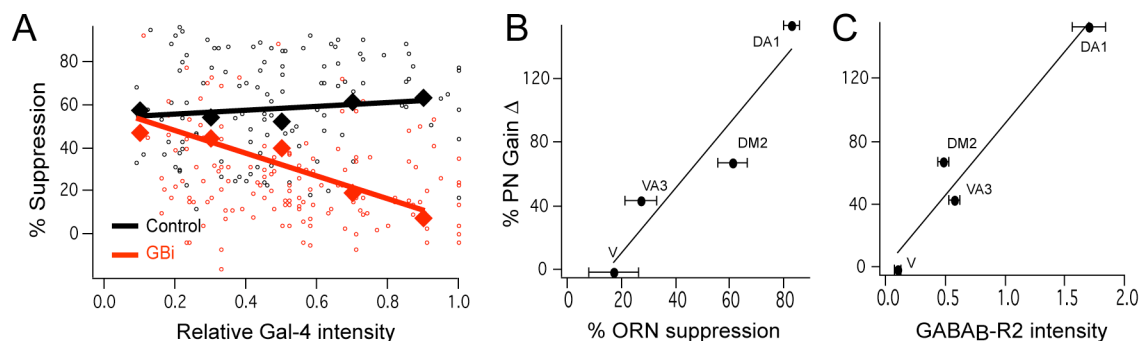 A
% Suppression
80
60
40
20
0
Control
GBi
0.0 0.2 0.4 0.6 0.8 1.0
Relative Gal-4 intensity
B
% PN Gain Δ
120
80
40
0
DA1
DM2
VA3
V
0 20 40 60 80
% ORN suppression
C
120
80
40
0
DA1
DM2
VA3
V
0.0 0.5 1.0 1.5 2.0
GABAB-R2 intensity